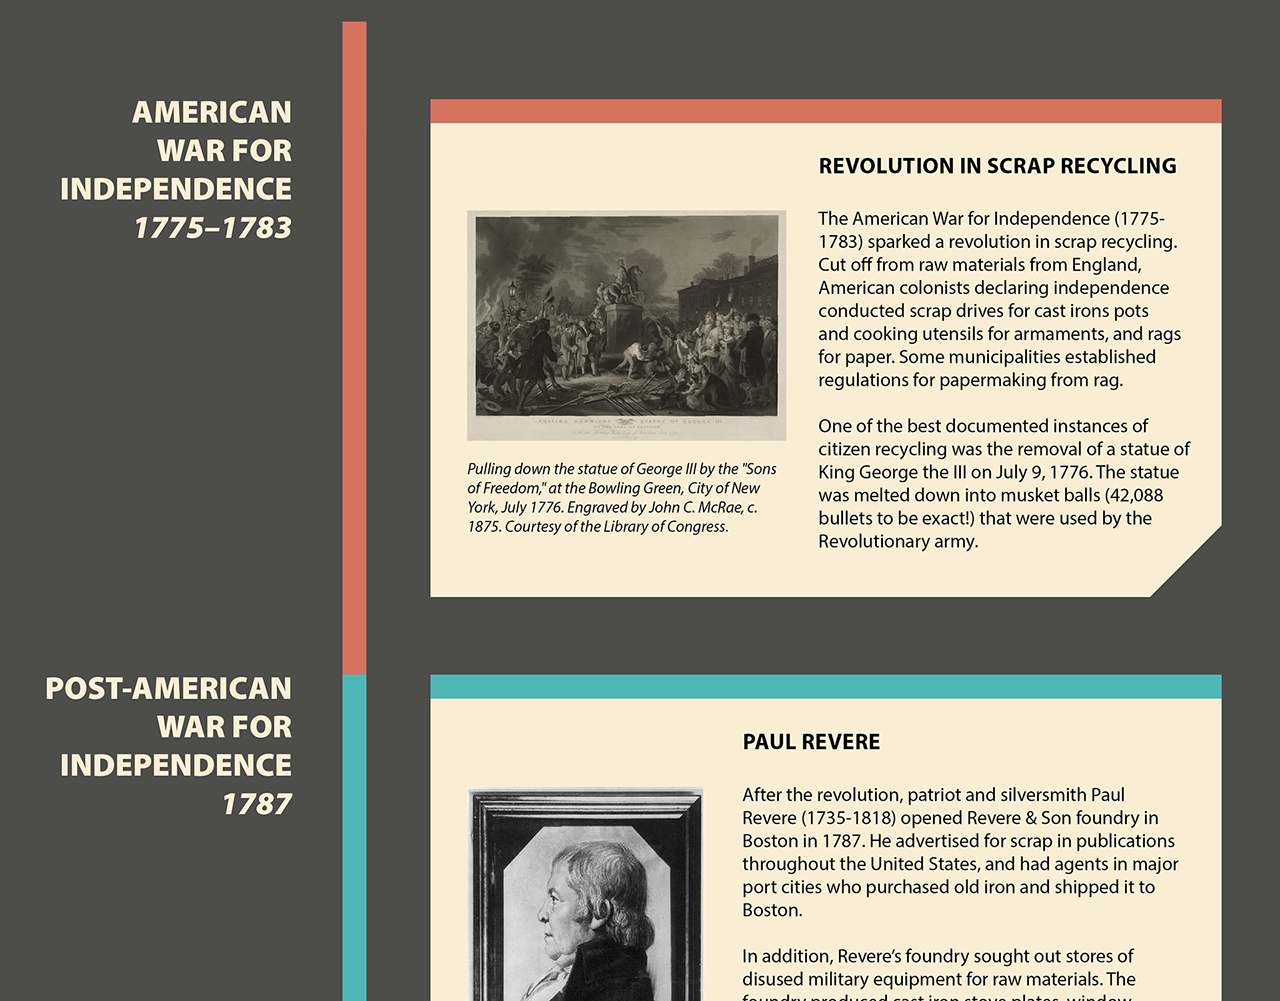 AMERICAN
WAR FOR
INDEPENDENCE
1775–1783
REVOLUTION IN SCRAP RECYCLING
The American War for Independence (1775-
1783) sparked a revolution in scrap recycling.
Cut off from raw materials from England,
American colonists declaring independence
conducted scrap drives for cast irons pots
and cooking utensils for armaments, and rags
for paper. Some municipalities established
regulations for papermaking from rag.
One of the best documented instances of
citizen recycling was the removal of a statue of
King George the III on July 9, 1776. The statue
was melted down into musket balls (42,088
bullets to be exact!) that were used by the
Revolutionary army.
PULLING DOWN THE STATUE OF GEORGE III.
Pulling down the statue of George III by the "Sons
of Freedom," at the Bowling Green, City of New
York, July 1776. Engraved by John C. McRae, c.
1875. Courtesy of the Library of Congress.
POST-AMERICAN
WAR FOR
INDEPENDENCE
1787
PAUL REVERE
After the revolution, patriot and silversmith Paul
Revere (1735-1818) opened Revere & Son foundry in
Boston in 1787. He advertised for scrap in publications
throughout the United States, and had agents in major
port cities who purchased old iron and shipped it to
Boston.
In addition, Revere's foundry sought out stores of
disused military equipment for raw materials. The
foundry produced cast iron stove plates, window